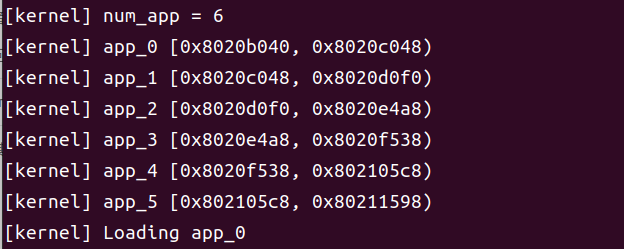 [kernel] num_app = 6
[kernel] app_0 [0x8020b040, 0x8020c048)
[kernel] app_1 [0x8020c048, 0x8020d0f0)
[kernel] app_2 [0x8020d0f0, 0x8020e4a8)
[kernel] app_3 [0x8020e4a8, 0x8020f538)
[kernel] app_4 [0x8020f538, 0x802105c8)
[kernel] app_5 [0x802105c8, 0x80211598)
[kernel] Loading app_0